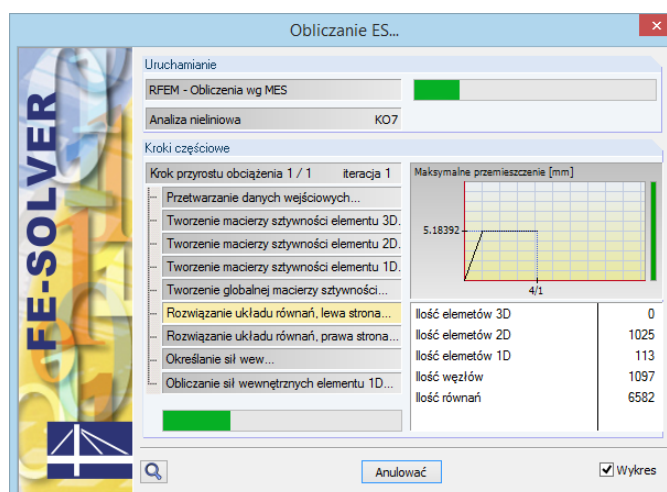 Obliczanie ES...
FE-SOLVER
Uruchamianie
RFEM - Obliczenia wg MES
Analiza nieliniowa KO7
Kroki częściowe
Krok przyrostu obciążenia 1 / 1 iteracja 1
Przetwarzanie danych wejściowych...
Tworzenie macierzy sztywności elementu 3D.
Tworzenie macierzy sztywności elementu 2D.
Tworzenie macierzy sztywności elementu 1D.
Tworzenie globalnej macierzy sztywności...
Rozwiązanie układu równań, lewa strona...
Rozwiązanie układu równań, prawa strona...
Określanie sił wew...
Obliczanie sił wewnętrznych elementu 1D...
Maksymalne przemieszczenie [mm]
5.18392
4/1
Ilość elemetów 3D 0
Ilość elemetów 2D 1025
Ilość elemetów 1D 113
Ilość węzłów 1097
Ilość równań 6582
Anulować
Wykres